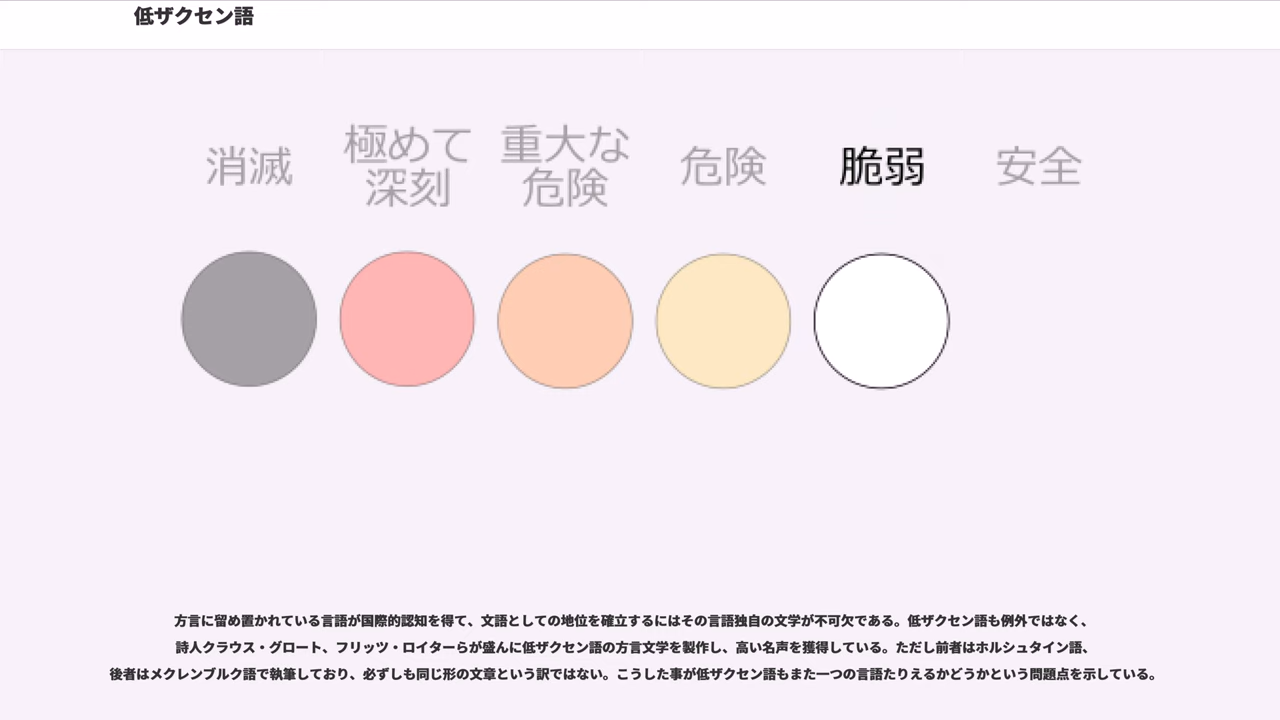 低ザクセン語
消滅
極めて
深刻
重大な
危険
危険
脆弱
安全
方言に留め置かれている言語が国際的認知を得て、文語としての地位を確立するにはその言語独自の文学が不可欠である。低ザクセン語も例外ではなく、
詩人クラウス・グロート、フリッツ・ロイターらが盛んに低ザクセン語の方言文学を製作し、高い名声を獲得している。ただし前者はホルシュタイン語、
後者はメクレンブルク語で執筆しており、必ずしも同じ形の文章という訳ではない。こうした事が低ザクセン語もまた一つの言語たりえるかどうかという問題点を示している。